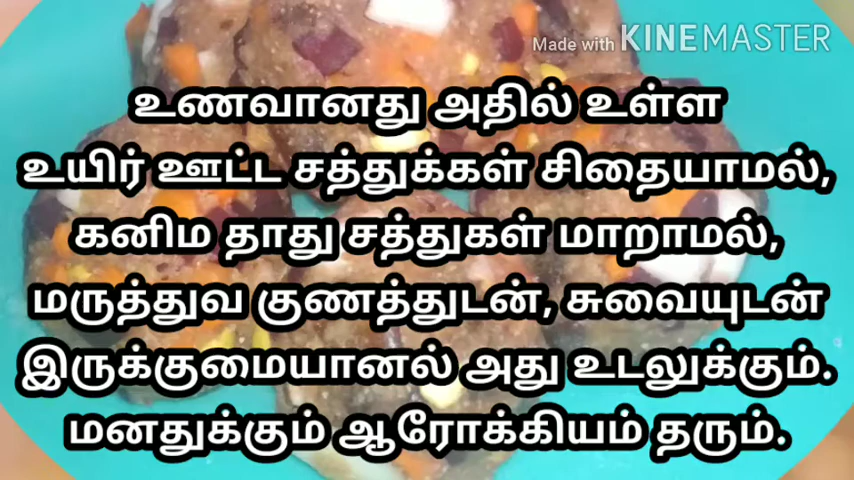 Made with KINEMASTER
உணவானது அதில் உள்ள
உயிர் ஊட்ட சத்துக்கள் சிதையாமல்,
கனிம தாது சத்துகள் மாறாமல்,
மருத்துவ குணத்துடன், சுவையுடன்
இருக்குமையானல் அது உடலுக்கும்.
மனதுக்கும் ஆரோக்கியம் தரும்.